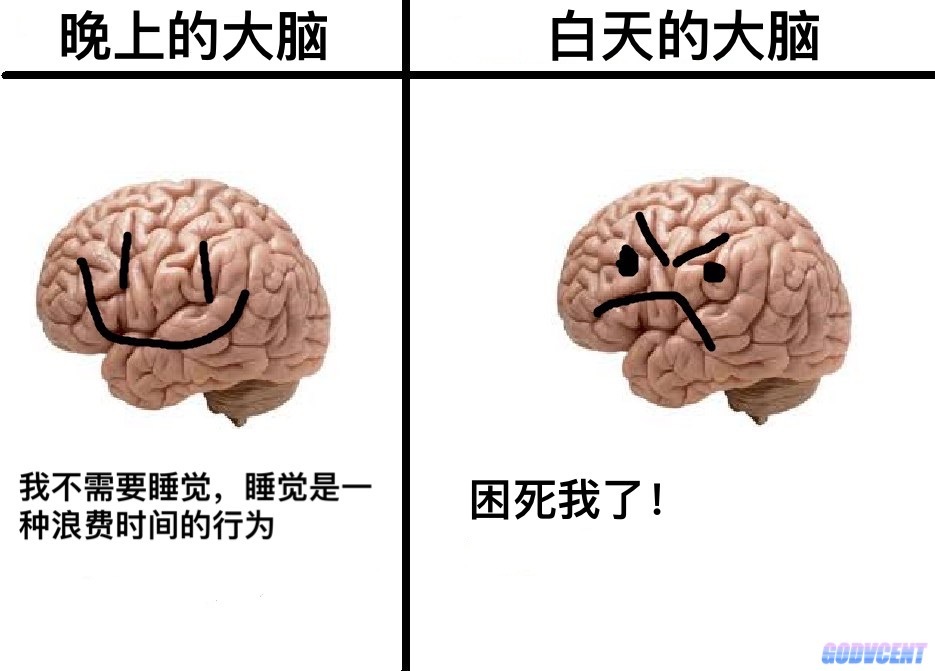 晚上的大脑
白天的大脑
我不需要睡觉，睡觉是一
种浪费时间的行为
困死我了！
GODVCENT